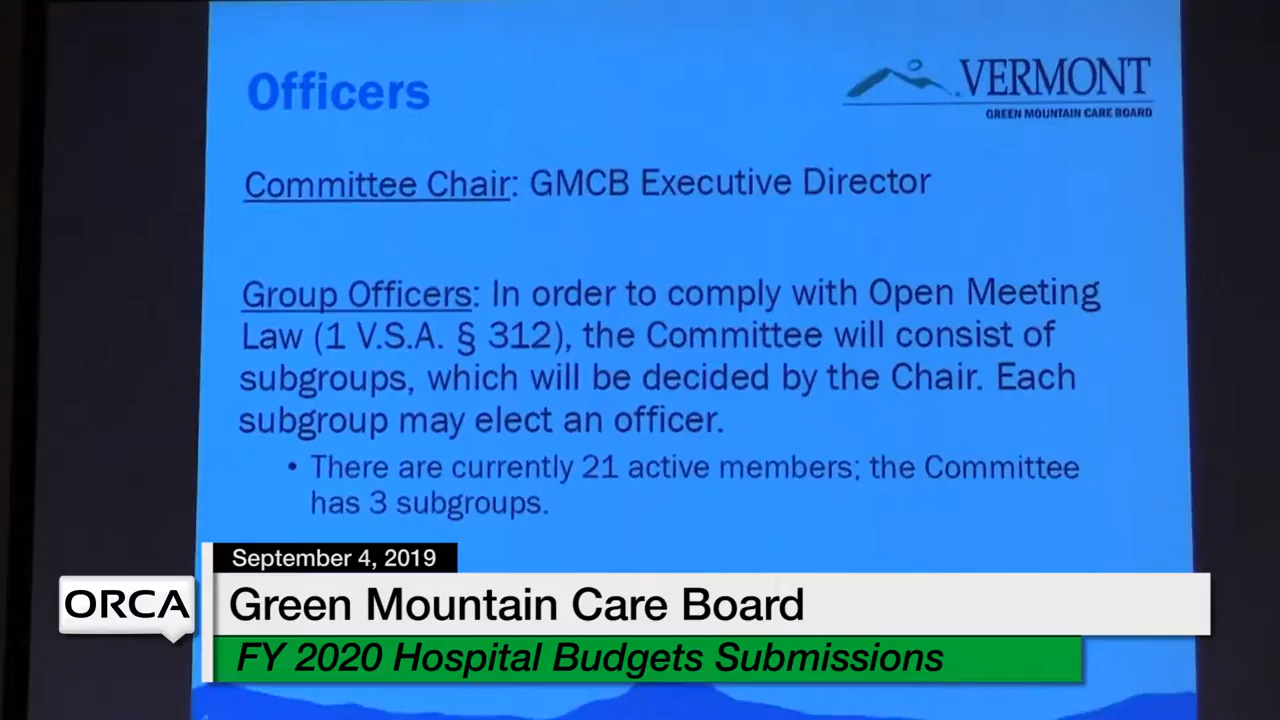 Officers
VERMONT
GREEN MOUNTAIN CARE BOARD
Committee Chair: GMCB Executive Director
Group Officers: In order to comply with Open Meeting
Law (1 V.S.A. § 312), the Committee will consist of
subgroups, which will be decided by the Chair. Each
subgroup may elect an officer.
• There are currently 21 active members; the Committee
has 3 subgroups.
September 4, 2019
ORCA
Green Mountain Care Board
FY 2020 Hospital Budgets Submissions